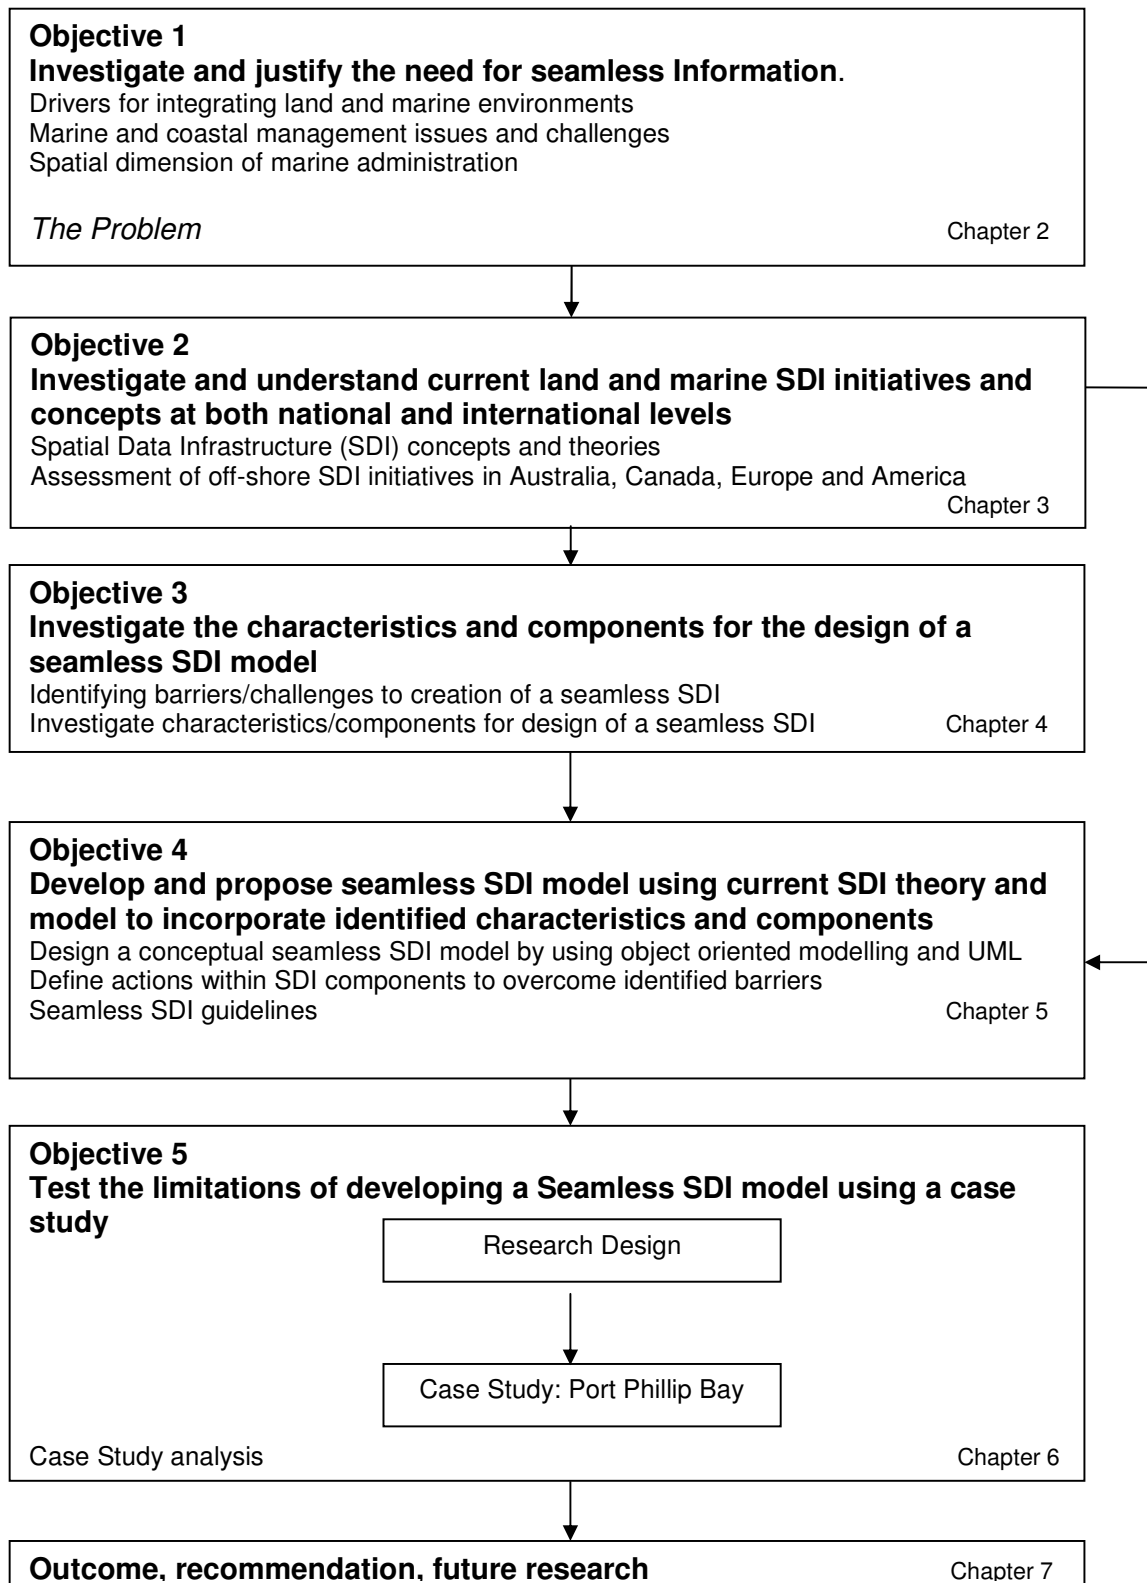 Objective 1
Investigate and justify the need for seamless Information.
Drivers for integrating land and marine environments
Marine and coastal management issues and challenges
Spatial dimension of marine administration
The Problem
Chapter 2
Objective 2
Investigate and understand current land and marine SDI initiatives and
concepts at both national and international levels
Spatial Data Infrastructure (SDI) concepts and theories
Assessment of off-shore SDI initiatives in Australia, Canada, Europe and America
Chapter 3
Objective 3
Investigate the characteristics and components for the design of a
seamless SDI model
Identifying barriers/challenges to creation of a seamless SDI
Investigate characteristics/components for design of a seamless SDI
Chapter 4
Objective 4
Develop and propose seamless SDI model using current SDI theory and
model to incorporate identified characteristics and components
Design a conceptual seamless SDI model by using object oriented modelling and UML
Define actions within SDI components to overcome identified barriers
Seamless SDI guidelines
Chapter 5
Objective 5
Test the limitations of developing a Seamless SDI model using a case
study
Research Design
Case Study: Port Phillip Bay
Case Study analysis
Chapter 6
Outcome, recommendation, future research
Chapter 7